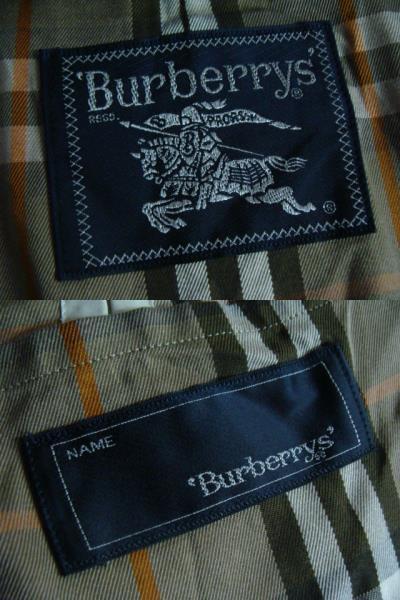 'Burberrys'®
REGD.
PRORSUM
®
NAME
'Burberrys'